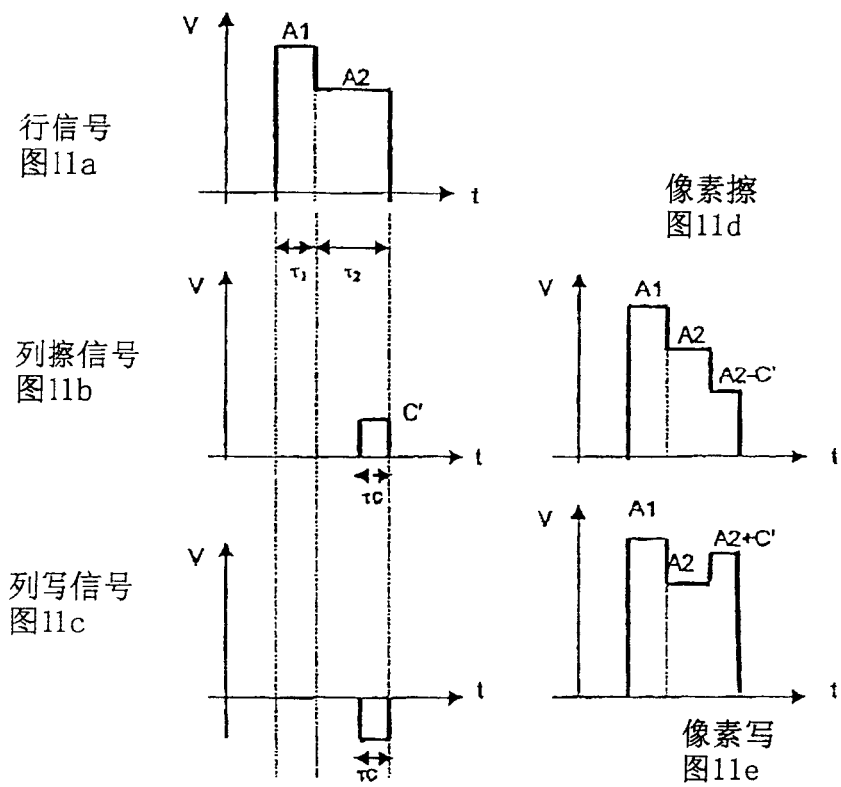 V
A1
A2
t
行信号
图11a
τ1
τ2
像素擦
图11d
V
C'
t
τc
列擦信号
图11b
V
A1
A2
A2-C'
t
V
t
τc
列写信号
图11c
V
A1
A2
A2+C'
t
像素写
图11e